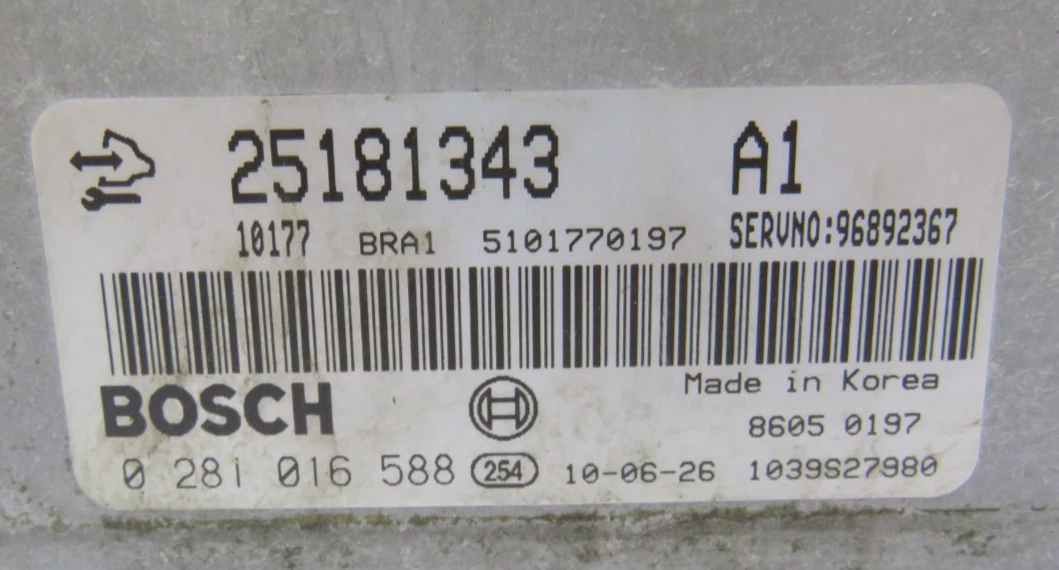 25181343 A1
10177 BRA1 5101770197 SERVNO:96892367
BOSCH
Made in Korea
8605 0197
0 281 016 588 254 10-06-26 1039S27980